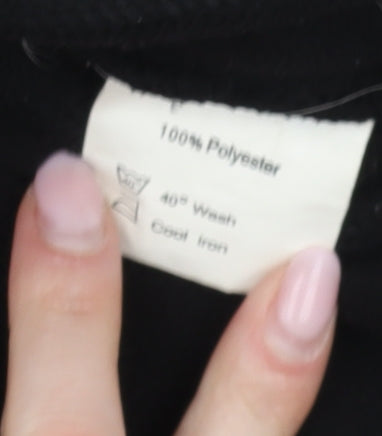 100% Polyester
40° Wash
Cool Iron